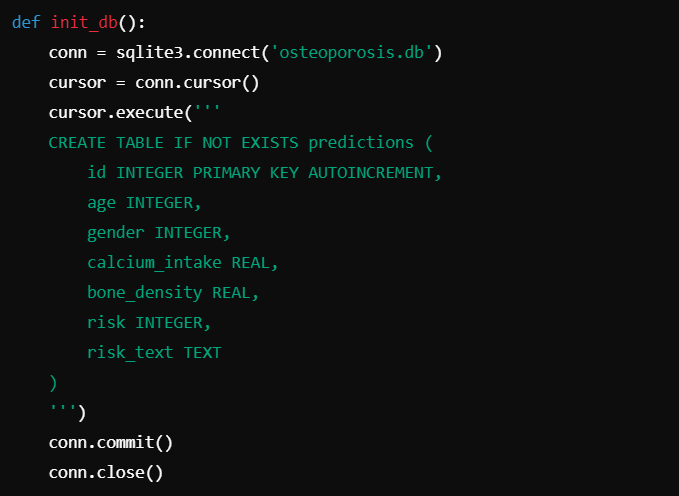 def init_db():
    conn = sqlite3.connect('osteoporosis.db')
    cursor = conn.cursor()
    cursor.execute('''
    CREATE TABLE IF NOT EXISTS predictions (
        id INTEGER PRIMARY KEY AUTOINCREMENT,
        age INTEGER,
        gender INTEGER,
        calcium_intake REAL,
        bone_density REAL,
        risk INTEGER,
        risk_text TEXT
    )
    ''')
    conn.commit()
    conn.close()